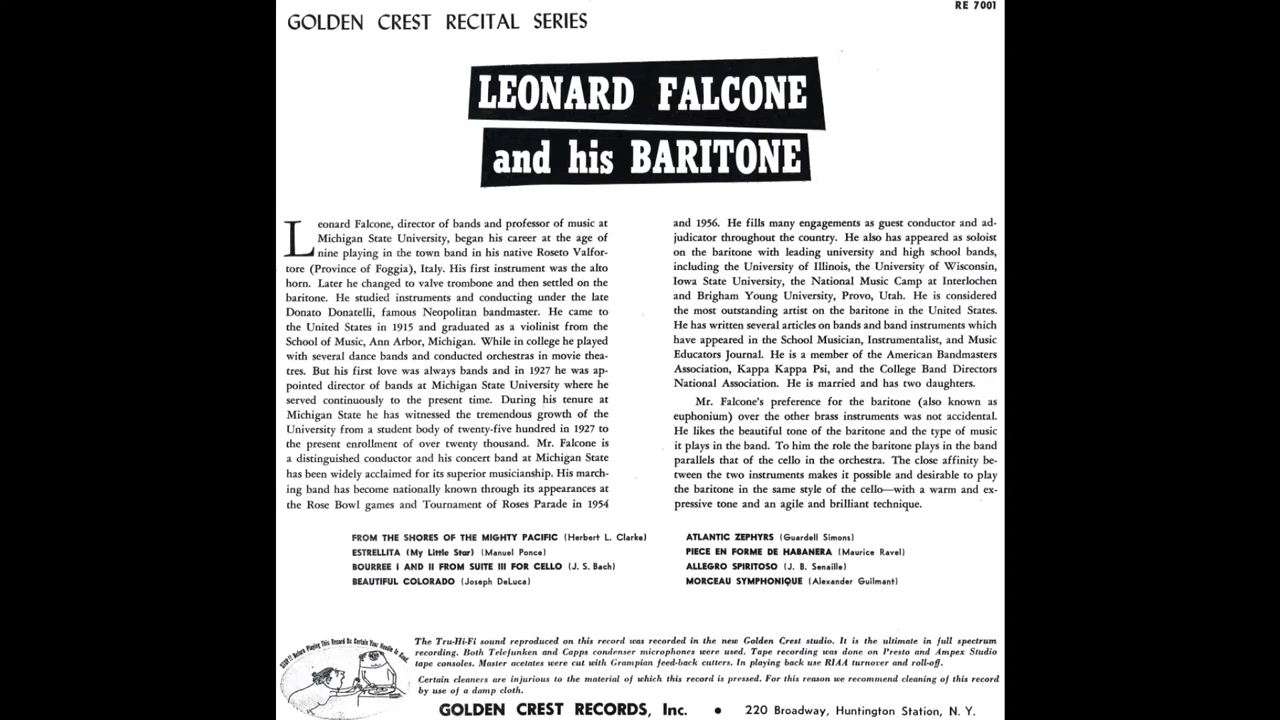 GOLDEN CREST RECITAL SERIES
RE 7001
LEONARD FALCONE
and his BARITONE
Leonard Falcone, director of bands and professor of music at
Michigan State University, began his career at the age of
nine playing in the town band in his native Roseto Valfor-
tore (Province of Foggia), Italy. His first instrument was the alto
horn. Later he changed to valve trombone and then settled on the
baritone. He studied instruments and conducting under the late
Donato Donatelli, famous Neopolitan bandmaster. He came to
the United States in 1915 and graduated as a violinist from the
School of Music, Ann Arbor, Michigan. While in college he played
with several dance bands and conducted orchestras in movie thea-
tres. But his first love was always bands and in 1927 he was ap-
pointed director of bands at Michigan State University where he
served continuously to the present time. During his tenure at
Michigan State he has witnessed the tremendous growth of the
University from a student body of twenty-five hundred in 1927 to
the present enrollment of over twenty thousand. Mr. Falcone is
a distinguished conductor and his concert band at Michigan State
has been widely acclaimed for its superior musicianship. His march-
ing band has become nationally known through its appearances at
the Rose Bowl games and Tournament of Roses Parade in 1954
and 1956. He fills many engagements as guest conductor and ad-
judicator throughout the country. He also has appeared as soloist
on the baritone with leading university and high school bands,
including the University of Illinois, the University of Wisconsin,
Iowa State University, the National Music Camp at Interlochen
and Brigham Young University, Provo, Utah. He is considered
the most outstanding artist on the baritone in the United States.
He has written several articles on bands and band instruments which
have appeared in the School Musician, Instrumentalist, and Music
Educators Journal. He is a member of the American Bandmasters
Association, Kappa Kappa Psi, and the College Band Directors
National Association. He is married and has two daughters.
Mr. Falcone's preference for the baritone (also known as
euphonium) over the other brass instruments was not accidental.
He likes the beautiful tone of the baritone and the type of music
it plays in the band. To him the role the baritone plays in the band
parallels that of the cello in the orchestra. The close affinity be-
tween the two instruments makes it possible and desirable to play
the baritone in the same style of the cello—with a warm and ex-
pressive tone and an agile and brilliant technique.
FROM THE SHORES OF THE MIGHTY PACIFIC (Herbert L. Clarke)
ESTRELLITA (My Little Star) (Manuel Ponce)
BOURREE I AND II FROM SUITE III FOR CELLO (J. S. Bach)
BEAUTIFUL COLORADO (Joseph DeLuca)
ATLANTIC ZEPHYRS (Guardell Simons)
PIECE EN FORME DE HABANERA (Maurice Ravel)
ALLEGRO SPIRITOSO (J. B. Senaille)
MORCEAU SYMPHONIQUE (Alexander Guilmant)
STOP!! Before Playing This Record Be Certain Your Needle Is Good.
The Tru-Hi-Fi sound reproduced on this record was recorded in the new Golden Crest studio. It is the ultimate in full spectrum
recording. Both Telefunken and Capps condenser microphones were used. Tape recording was done on Presto and Ampex Studio
tape consoles. Master acetates were cut with Grampian feed-back cutters. In playing back use RIAA turnover and roll-off.
Certain cleaners are injurious to the material of which this record is pressed. For this reason we recommend cleaning of this record
by use of a damp cloth.
GOLDEN CREST RECORDS, Inc. • 220 Broadway, Huntington Station, N. Y.